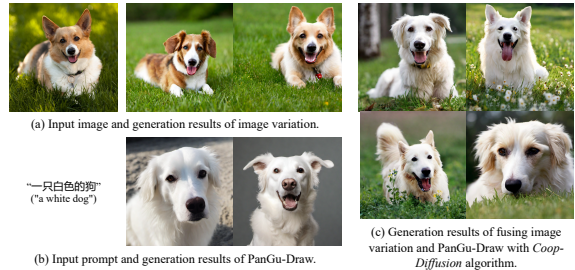 (a) Input image and generation results of image variation.
“一只白色的狗”
("a white dog")
(b) Input prompt and generation results of PanGu-Draw.
(c) Generation results of fusing image
variation and PanGu-Draw with Coop-
Diffusion algorithm.